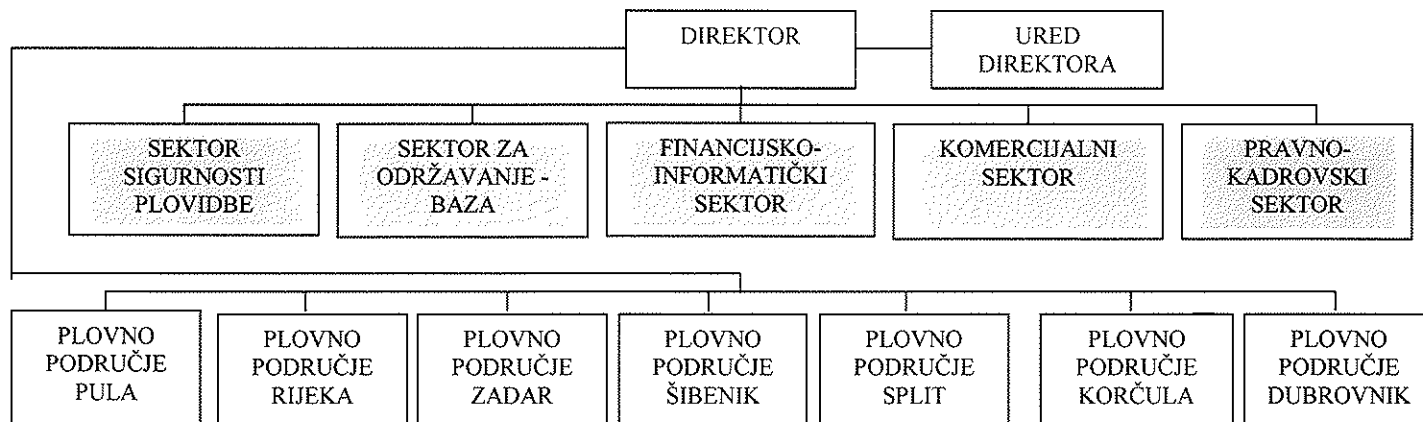 DIREKTOR
URED
DIREKTORA
SEKTOR
SIGURNOSTI
PLOVIDBE
SEKTOR ZA
ODRŽAVANJE -
BAZA
FINANCIJSKO-
INFORMATIČKI
SEKTOR
KOMERCIJALNI
SEKTOR
PRAVNO-
KADROVSKI
SEKTOR
PLOVNO
PODRUČJE
PULA
PLOVNO
PODRUČJE
RIJEKA
PLOVNO
PODRUČJE
ZADAR
PLOVNO
PODRUČJE
ŠIBENIK
PLOVNO
PODRUČJE
SPLIT
PLOVNO
PODRUČJE
KORČULA
PLOVNO
PODRUČJE
DUBROVNIK